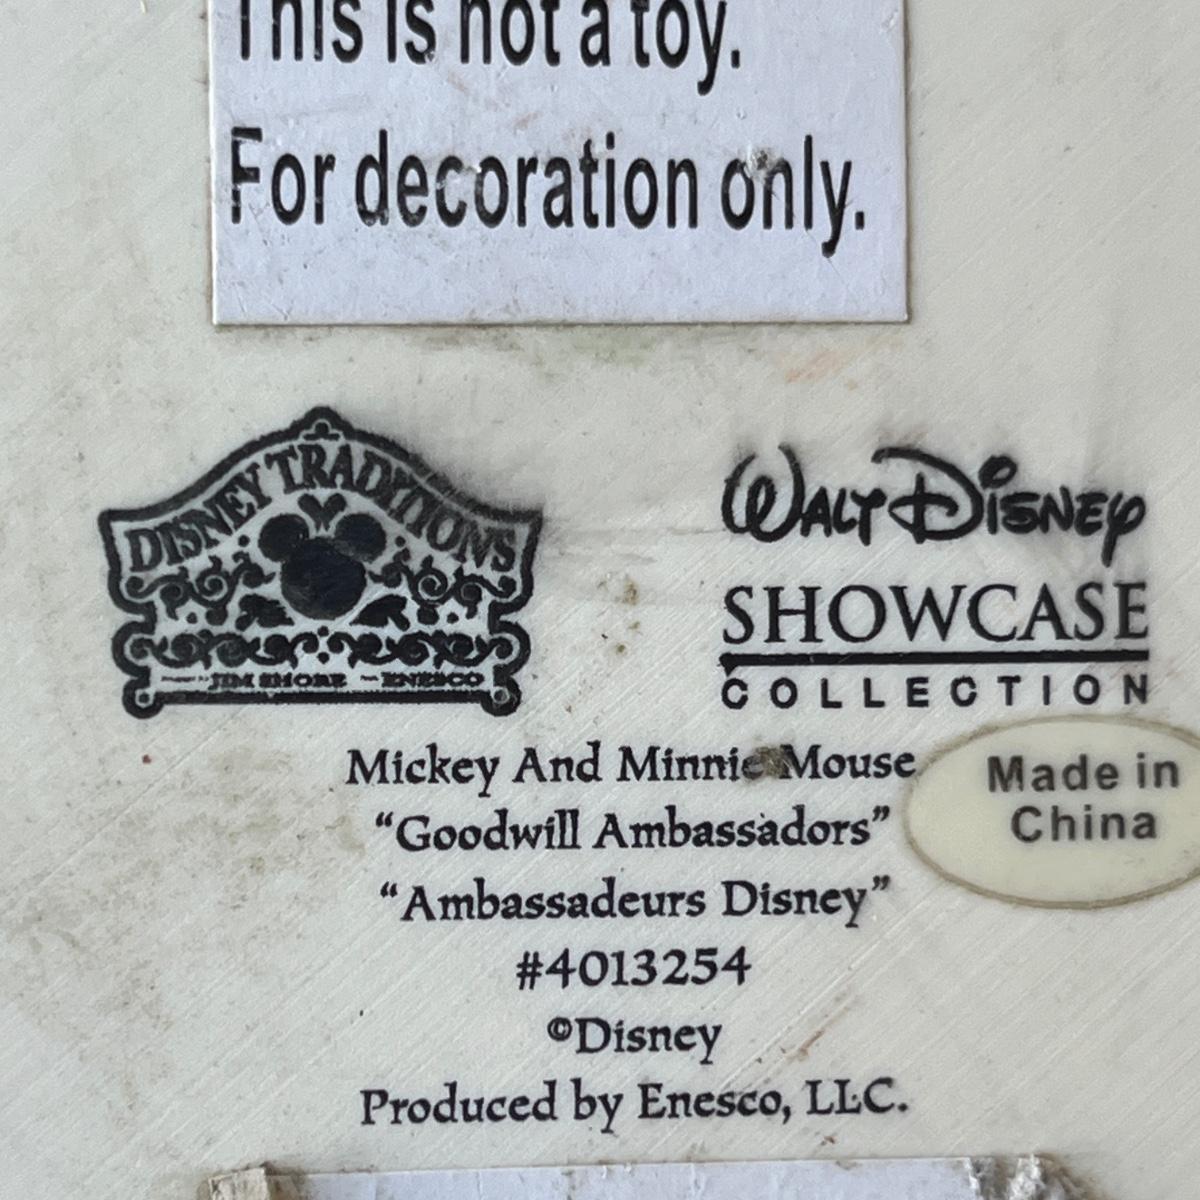 This is not a toy.
For decoration only.
DISNEY TRADITIONS
JIM SHORE ENESCO
WALT DISNEY
SHOWCASE
COLLECTION
Mickey And Minnie Mouse
“Goodwill Ambassadors”
“Ambassadeurs Disney”
#4013254
©Disney
Produced by Enesco, LLC.
Made in
China